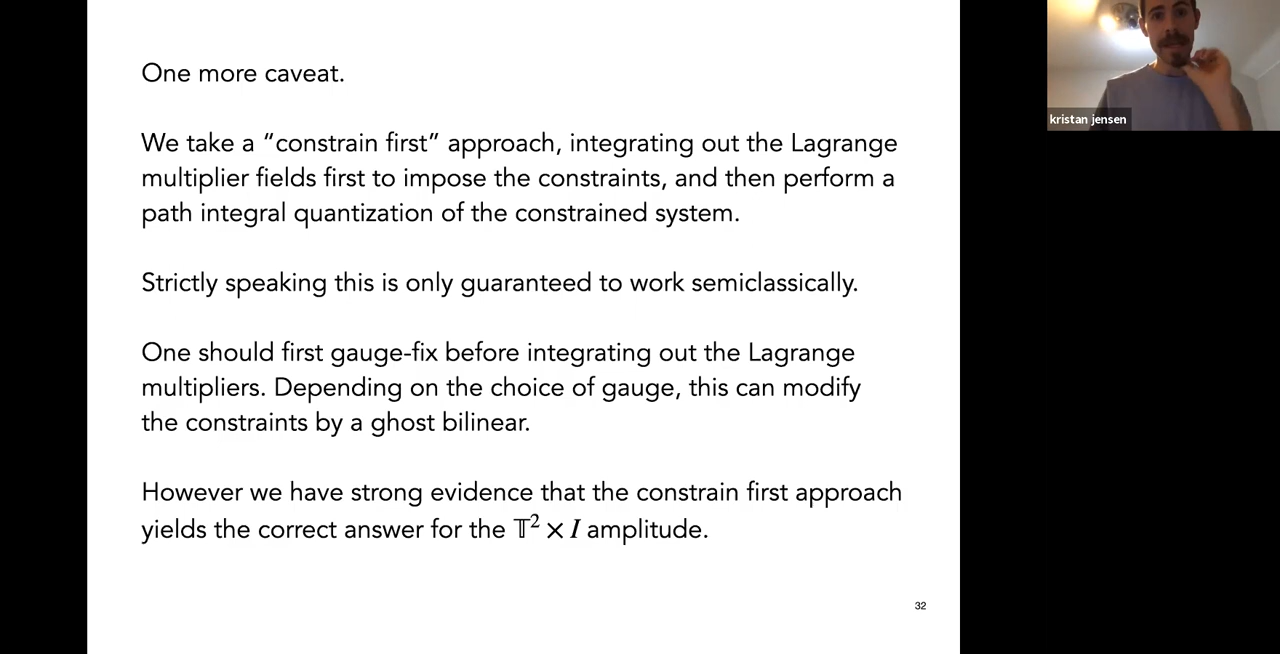 One more caveat.
We take a “constrain first” approach, integrating out the Lagrange
multiplier fields first to impose the constraints, and then perform a
path integral quantization of the constrained system.
Strictly speaking this is only guaranteed to work semiclassically.
One should first gauge-fix before integrating out the Lagrange
multipliers. Depending on the choice of gauge, this can modify
the constraints by a ghost bilinear.
However we have strong evidence that the constrain first approach
yields the correct answer for the 𝕋² × I amplitude.
32
kristan jensen